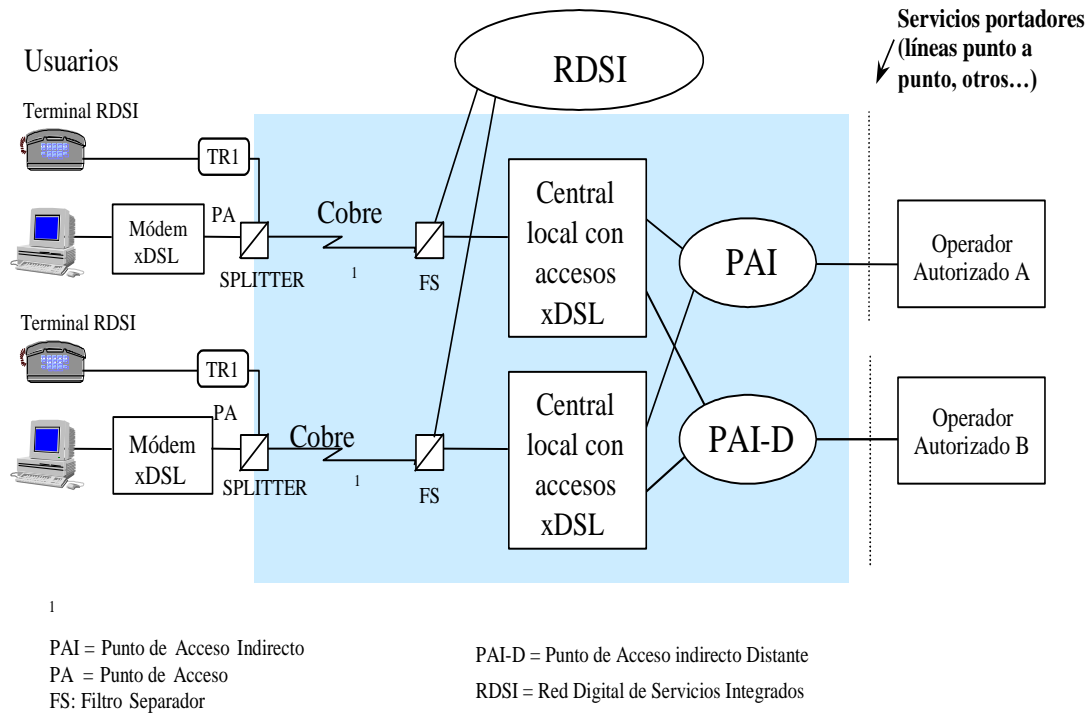 Servicios portadores
(líneas punto a
punto, otros…)
Usuarios
RDSI
Terminal RDSI
TR1
PA
Módem
xDSL
SPLITTER
Cobre
1
FS
Central
local con
accesos
xDSL
PAI
Operador
Autorizado A
Terminal RDSI
TR1
PA
Módem
xDSL
SPLITTER
Cobre
1
FS
Central
local con
accesos
xDSL
PAI-D
Operador
Autorizado B
1
PAI = Punto de Acceso Indirecto
PA = Punto de Acceso
FS: Filtro Separador
PAI-D = Punto de Acceso indirecto Distante
RDSI = Red Digital de Servicios Integrados